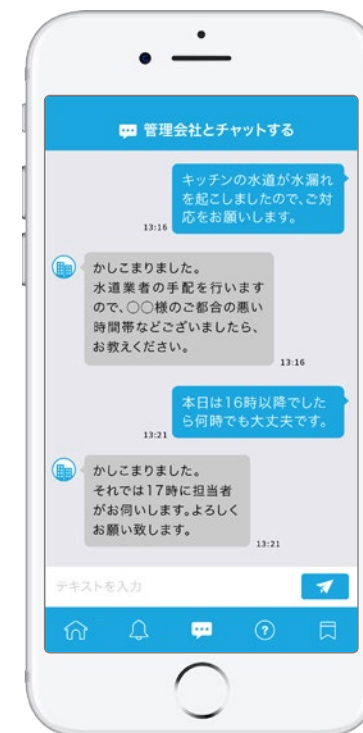 管理会社とチャットする
キッチンの水道が水漏れ
を起こしましたので、ご対
応をお願いします。
13:16
かしこまりました。
水道業者の手配を行います
ので、○○様のご都合の悪い
時間帯などございましたら、
お教えください。
13:16
本日は16時以降でした
ら何時でも大丈夫です。
13:21
かしこまりました。
それでは17時に担当者
がお伺いします。よろしく
お願い致します。
13:21
テキストを入力